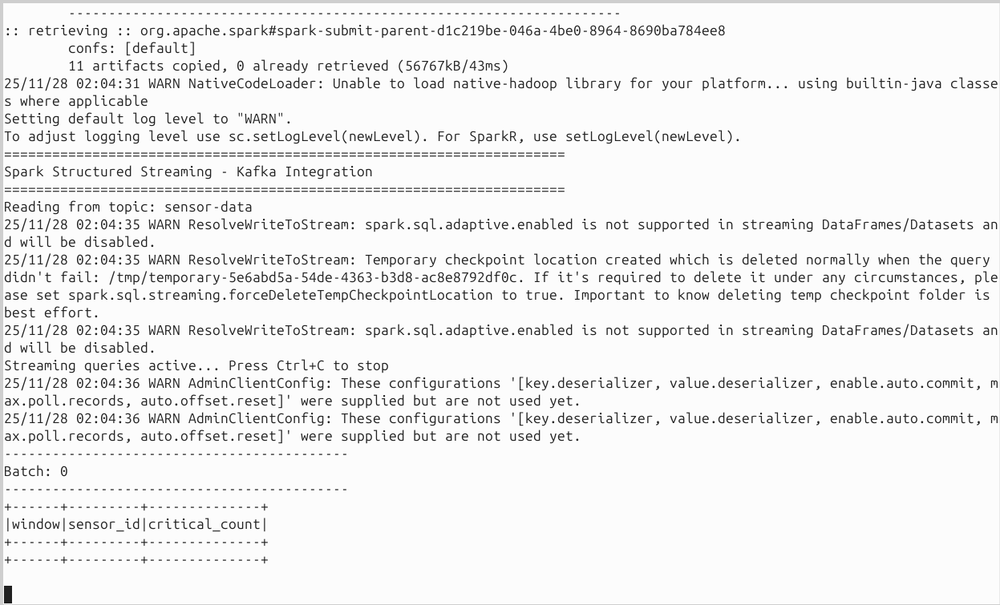 ---------------------------------------------------------------------
:: retrieving :: org.apache.spark#spark-submit-parent-d1c219be-046a-4be0-8964-8690ba784ee8
        confs: [default]
        11 artifacts copied, 0 already retrieved (56767kB/43ms)
25/11/28 02:04:31 WARN NativeCodeLoader: Unable to load native-hadoop library for your platform... using builtin-java classe
s where applicable
Setting default log level to "WARN".
To adjust logging level use sc.setLogLevel(newLevel). For SparkR, use setLogLevel(newLevel).
======================================================================
Spark Structured Streaming - Kafka Integration
======================================================================
Reading from topic: sensor-data
25/11/28 02:04:35 WARN ResolveWriteToStream: spark.sql.adaptive.enabled is not supported in streaming DataFrames/Datasets an
d will be disabled.
25/11/28 02:04:35 WARN ResolveWriteToStream: Temporary checkpoint location created which is deleted normally when the query
didn't fail: /tmp/temporary-5e6abd5a-54de-4363-b3d8-ac8e8792df0c. If it's required to delete it under any circumstances, ple
ase set spark.sql.streaming.forceDeleteTempCheckpointLocation to true. Important to know deleting temp checkpoint folder is
best effort.
25/11/28 02:04:35 WARN ResolveWriteToStream: spark.sql.adaptive.enabled is not supported in streaming DataFrames/Datasets an
d will be disabled.
Streaming queries active... Press Ctrl+C to stop
25/11/28 02:04:36 WARN AdminClientConfig: These configurations '[key.deserializer, value.deserializer, enable.auto.commit, m
ax.poll.records, auto.offset.reset]' were supplied but are not used yet.
25/11/28 02:04:36 WARN AdminClientConfig: These configurations '[key.deserializer, value.deserializer, enable.auto.commit, m
ax.poll.records, auto.offset.reset]' were supplied but are not used yet.
-------------------------------------------
Batch: 0
-------------------------------------------
+------+---------+--------------+
|window|sensor_id|critical_count|
+------+---------+--------------+
+------+---------+--------------+